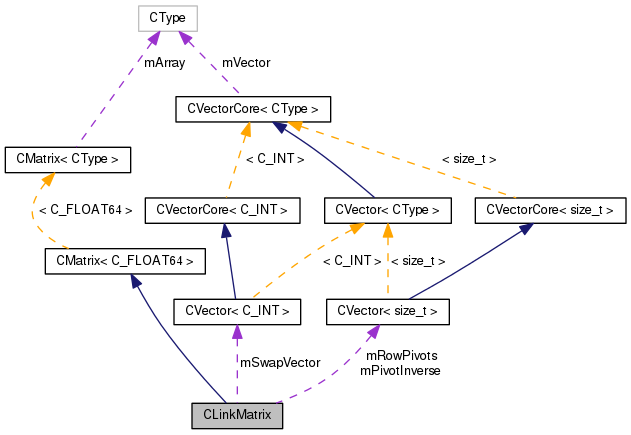 CType
mArray
mVector
CVectorCore< CType >
CMatrix< CType >
< C_INT >
< size_t >
< C_FLOAT64 >
CVectorCore< C_INT >
CVector< CType >
CVectorCore< size_t >
CMatrix< C_FLOAT64 >
< C_INT >
< size_t >
CVector< C_INT >
CVector< size_t >
mSwapVector
mRowPivots
mPivotInverse
CLinkMatrix